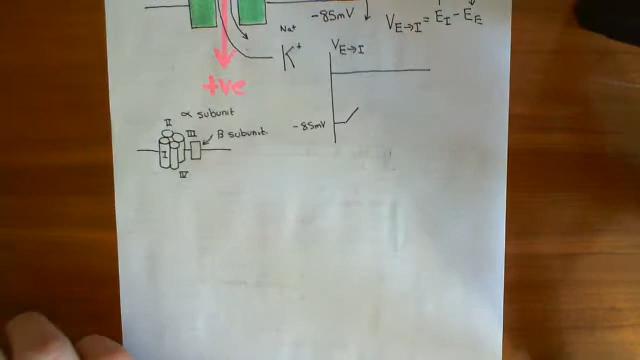 -85mV
V E→I = E I - E E
Na⁺
K⁺
V E→I
+ve
α subunit
II
III
B subunit
I
IV
-85mV